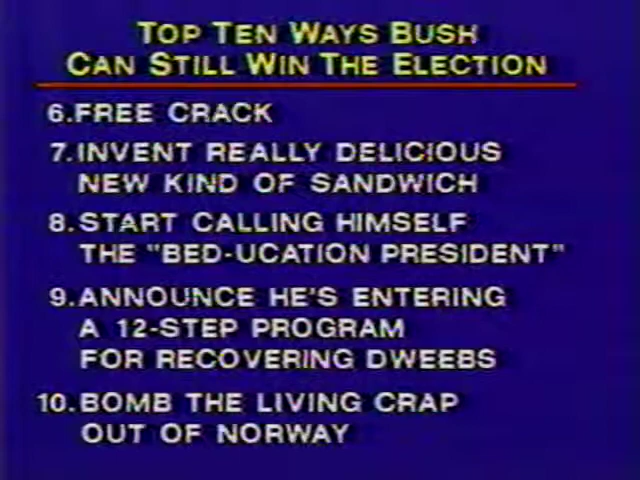 TOP TEN WAYS BUSH
CAN STILL WIN THE ELECTION
6.FREE CRACK
7.INVENT REALLY DELICIOUS
NEW KIND OF SANDWICH
8.START CALLING HIMSELF
THE "BED-UCATION PRESIDENT"
9.ANNOUNCE HE'S ENTERING
A 12-STEP PROGRAM
FOR RECOVERING DWEEBS
10.BOMB THE LIVING CRAP
OUT OF NORWAY